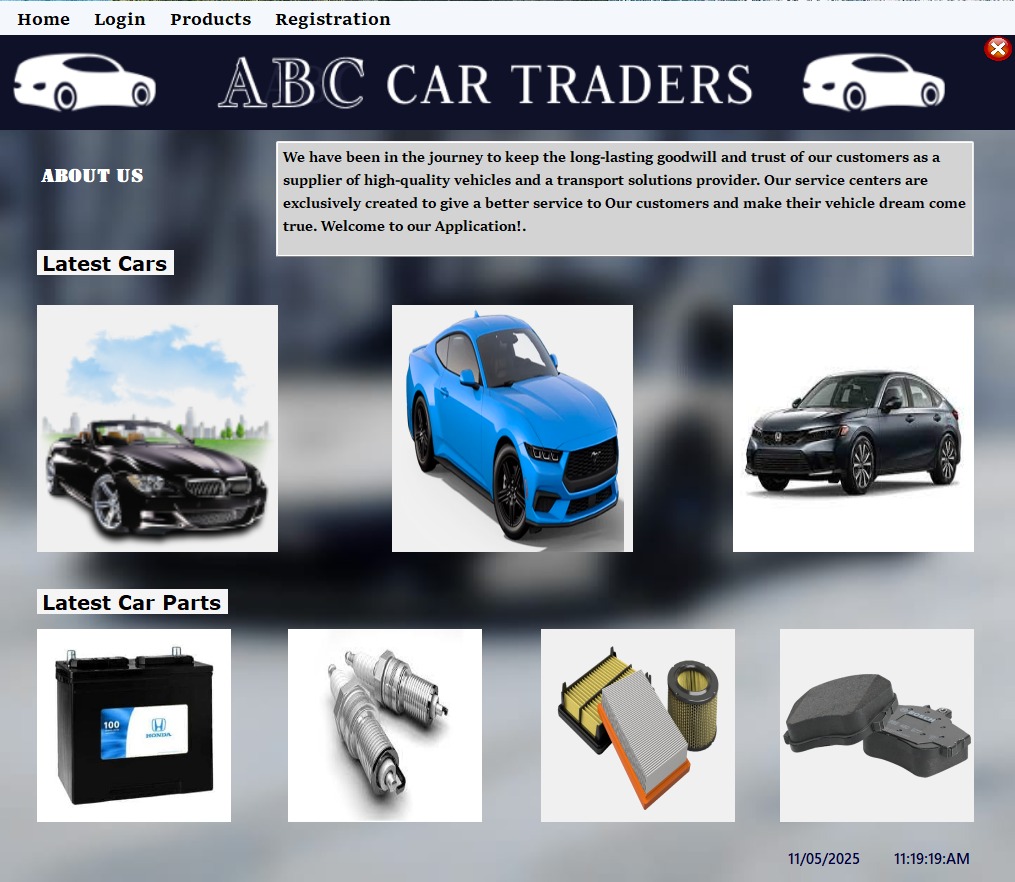 Home Login Products Registration
ABC CAR TRADERS
ABOUT US
We have been in the journey to keep the long-lasting goodwill and trust of our customers as a
supplier of high-quality vehicles and a transport solutions provider. Our service centers are
exclusively created to give a better service to Our customers and make their vehicle dream come
true. Welcome to our Application!.
Latest Cars
Latest Car Parts
100
HONDA
11/05/2025 11:19:19:AM